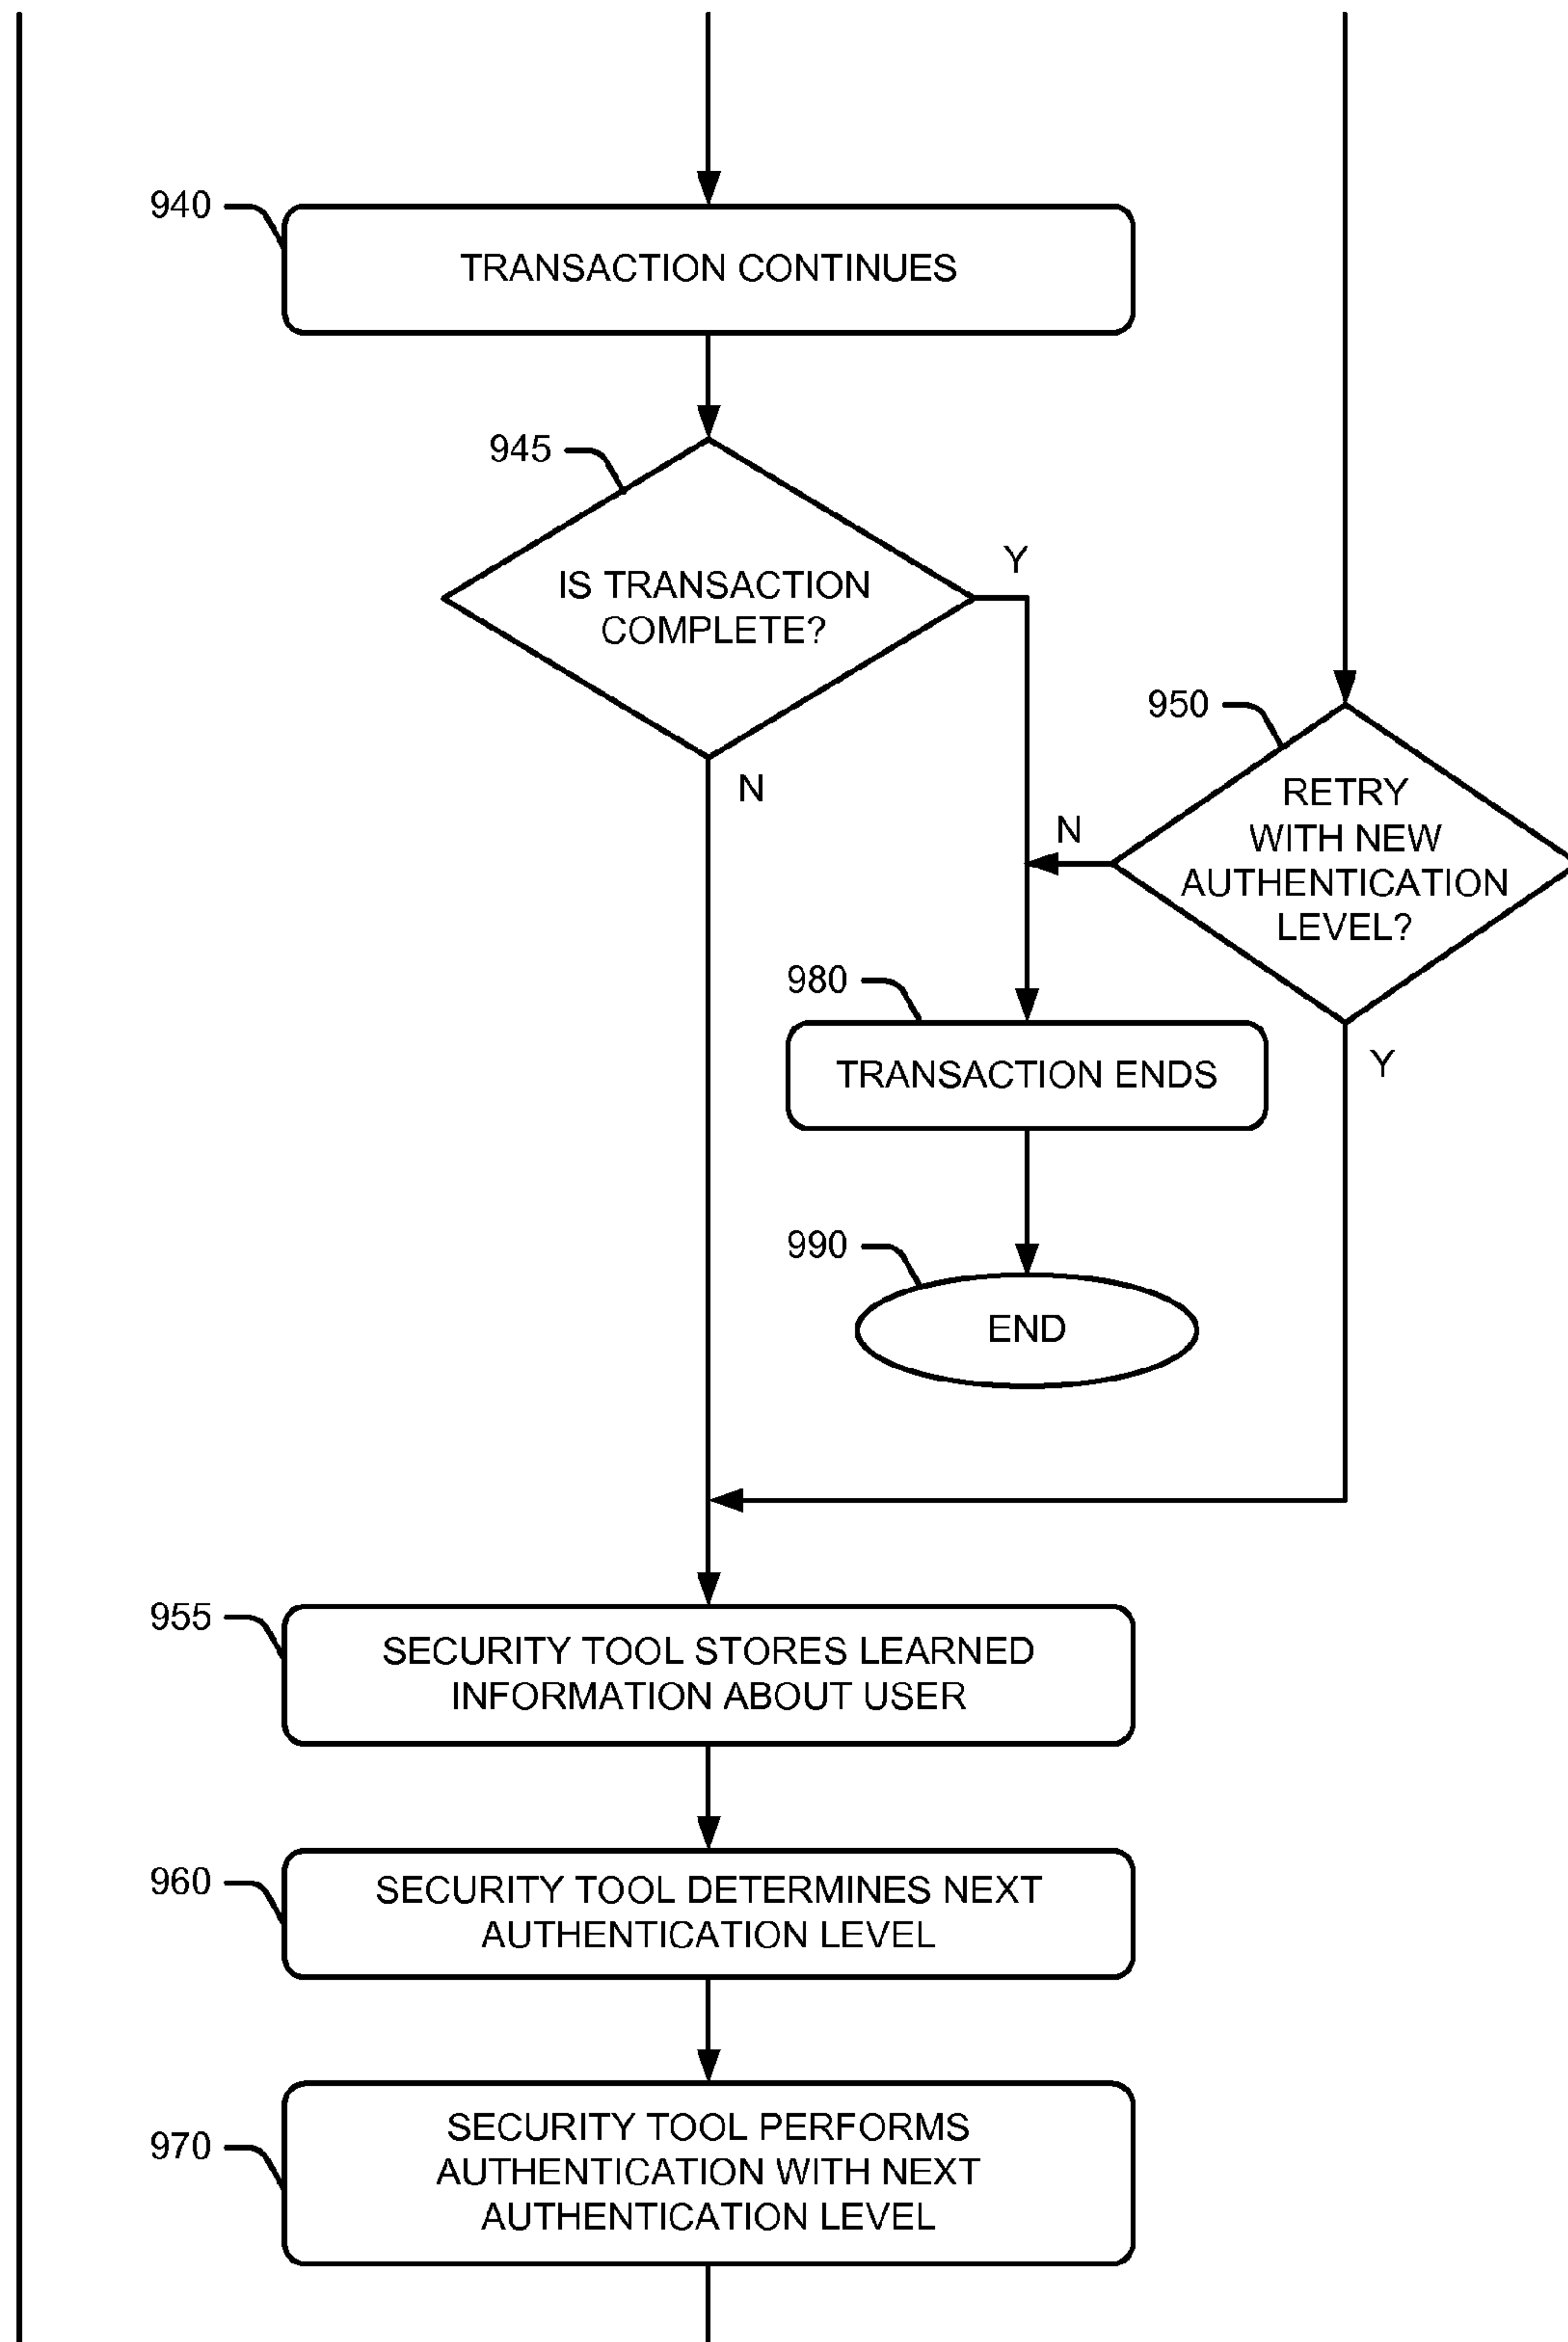 940
TRANSACTION CONTINUES
945
IS TRANSACTION
COMPLETE?
Y
N
950
RETRY
WITH NEW
AUTHENTICATION
LEVEL?
N
Y
980
TRANSACTION ENDS
990
END
955
SECURITY TOOL STORES LEARNED
INFORMATION ABOUT USER
960
SECURITY TOOL DETERMINES NEXT
AUTHENTICATION LEVEL
970
SECURITY TOOL PERFORMS
AUTHENTICATION WITH NEXT
AUTHENTICATION LEVEL